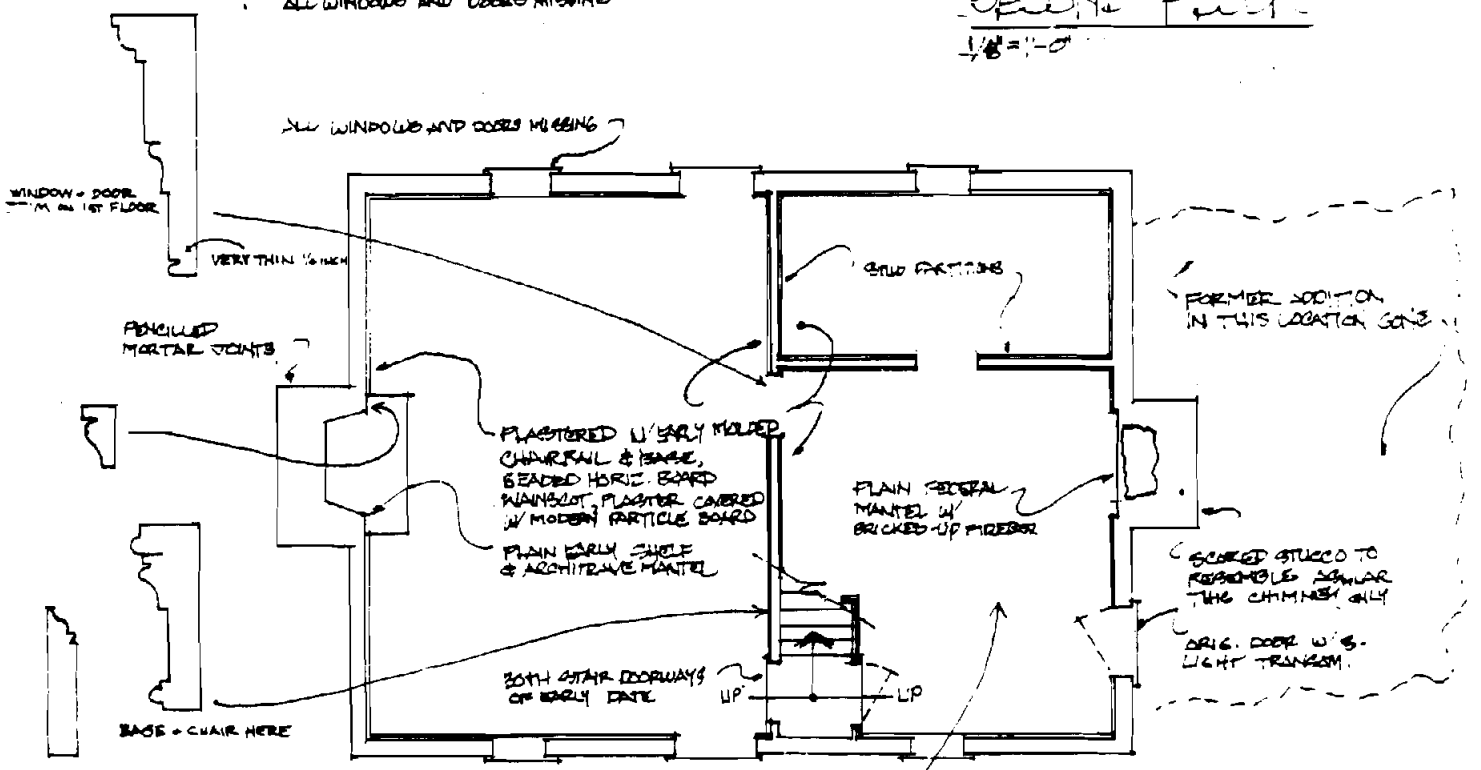 ALL WINDOWS AND DOORS MISSING
1/8" = 1'-0"
ALL WINDOWS AND DOORS MISSING
WINDOW + DOOR
ON 1ST FLOOR
VERY THIN INCH
STUD PARTITIONS
FORMER ADDITION
IN THIS LOCATION GONE
PENCILLED
MORTAR JOINTS
PLASTERED W/ EARLY MOLDED
CHAIRRAIL & BASE,
BEADED HORIZ. BOARD
WAINSCOT, PLASTER COVERED
W/ MODERN PARTICLE BOARD
PLAIN EARLY SHELF
& ARCHITRAVE MANTEL
PLAIN FEDERAL
MANTEL W/
BRICKED-UP FIREBOX
SCORED STUCCO TO
RESEMBLE ASHLAR
THIS CHIMNEY ONLY
ORIG. DOOR W/ 3-
LIGHT TRANSOM.
BOTH STAIR DOORWAYS
OF EARLY DATE
UP
UP
BASE + CHAIR HERE